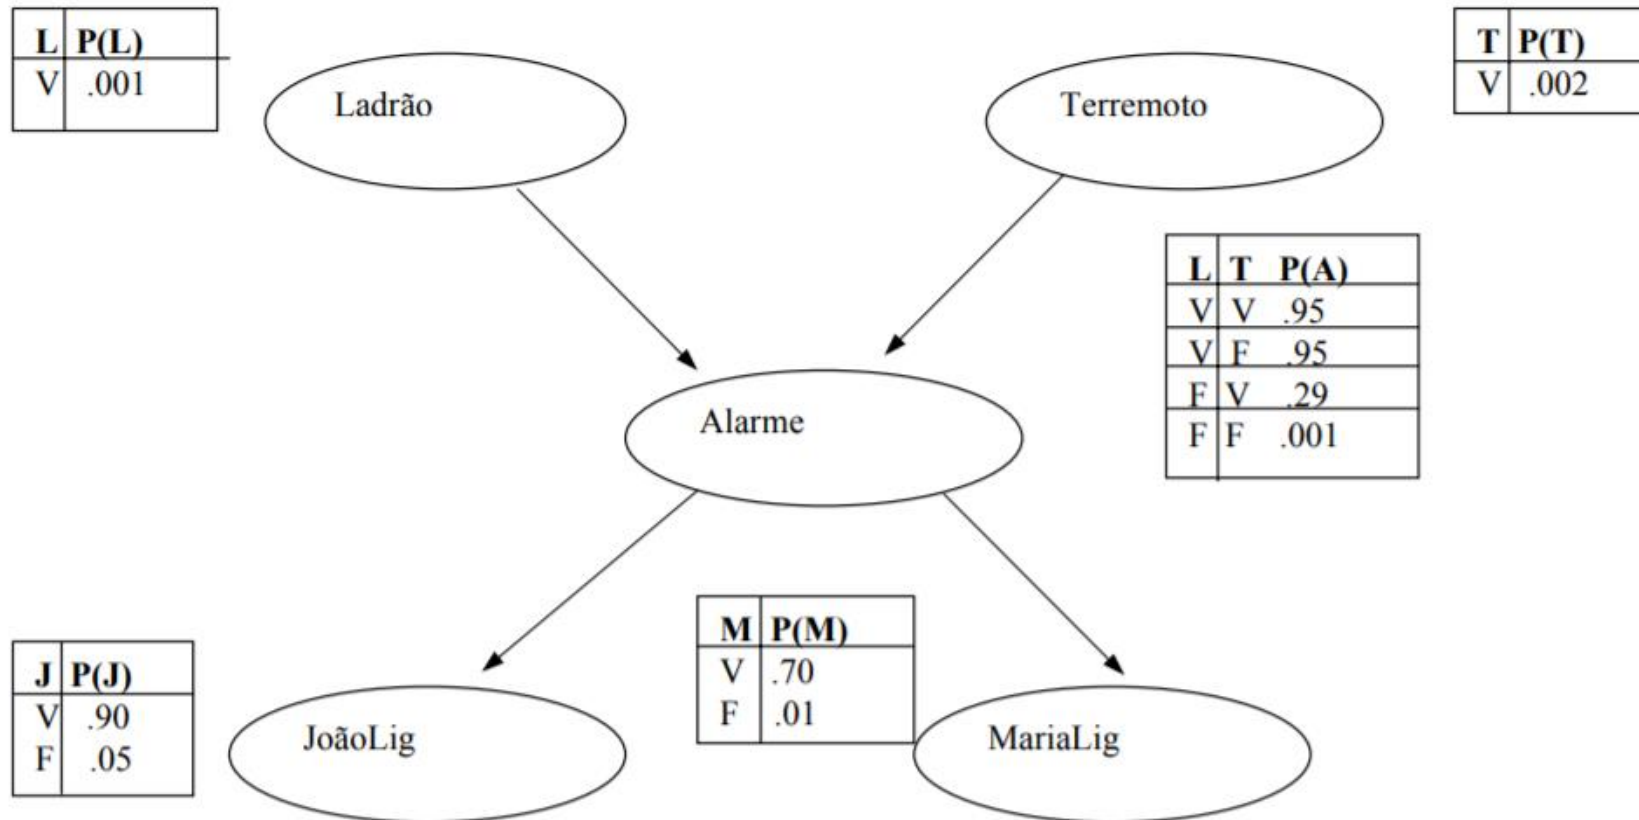 L P(L)
V .001
Ladrão
Terremoto
T P(T)
V .002
L T P(A)
V V .95
V F .95
F V .29
F F .001
Alarme
M P(M)
V .70
F .01
J P(J)
V .90
F .05
JoãoLig
MariaLig